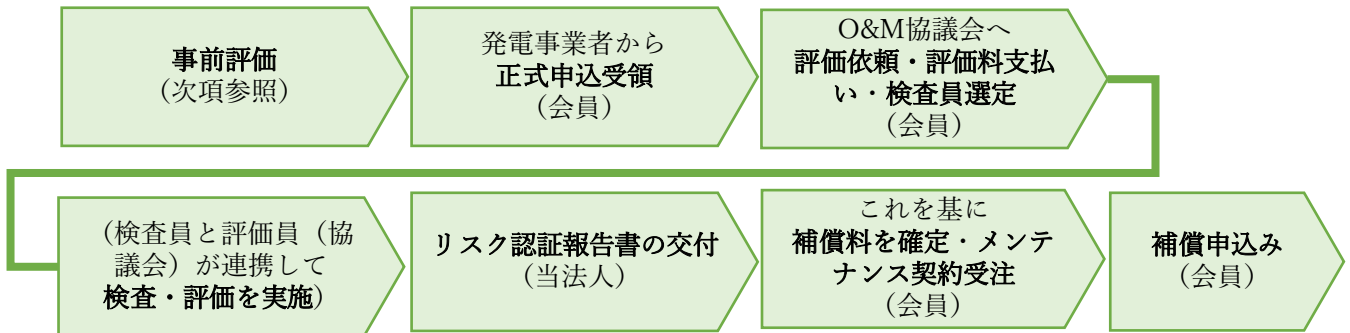 事前評価
（次項参照）
発電事業者から
正式申込受領
（会員）
O&M協議会へ
評価依頼・評価料支払
い・検査員選定
（会員）
（検査員と評価員（協
議会）が連携して
検査・評価を実施）
リスク認証報告書の交付
（当法人）
これを基に
補償料を確定・メンテ
ナンス契約受注
（会員）
補償申込み
（会員）